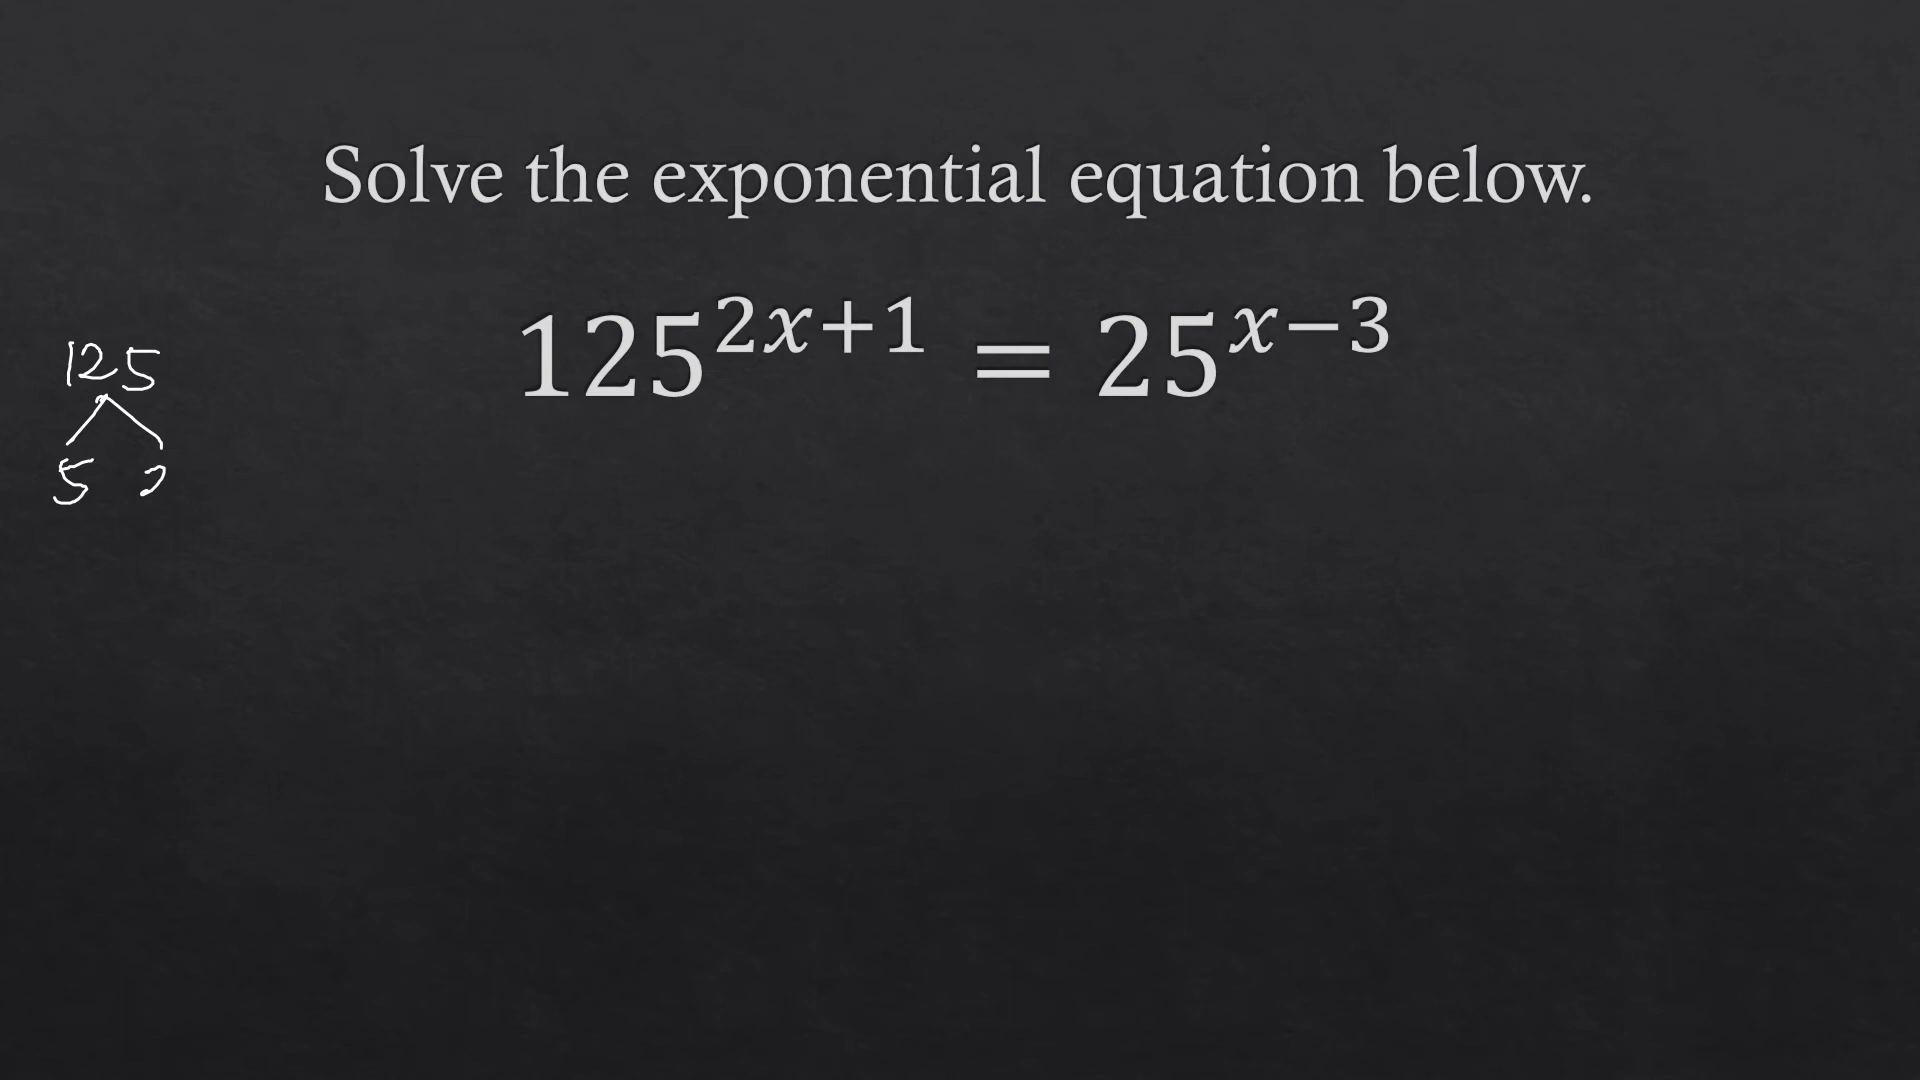 Solve the exponential equation below.
125^{2x+1} = 25^{x-3}
125
5